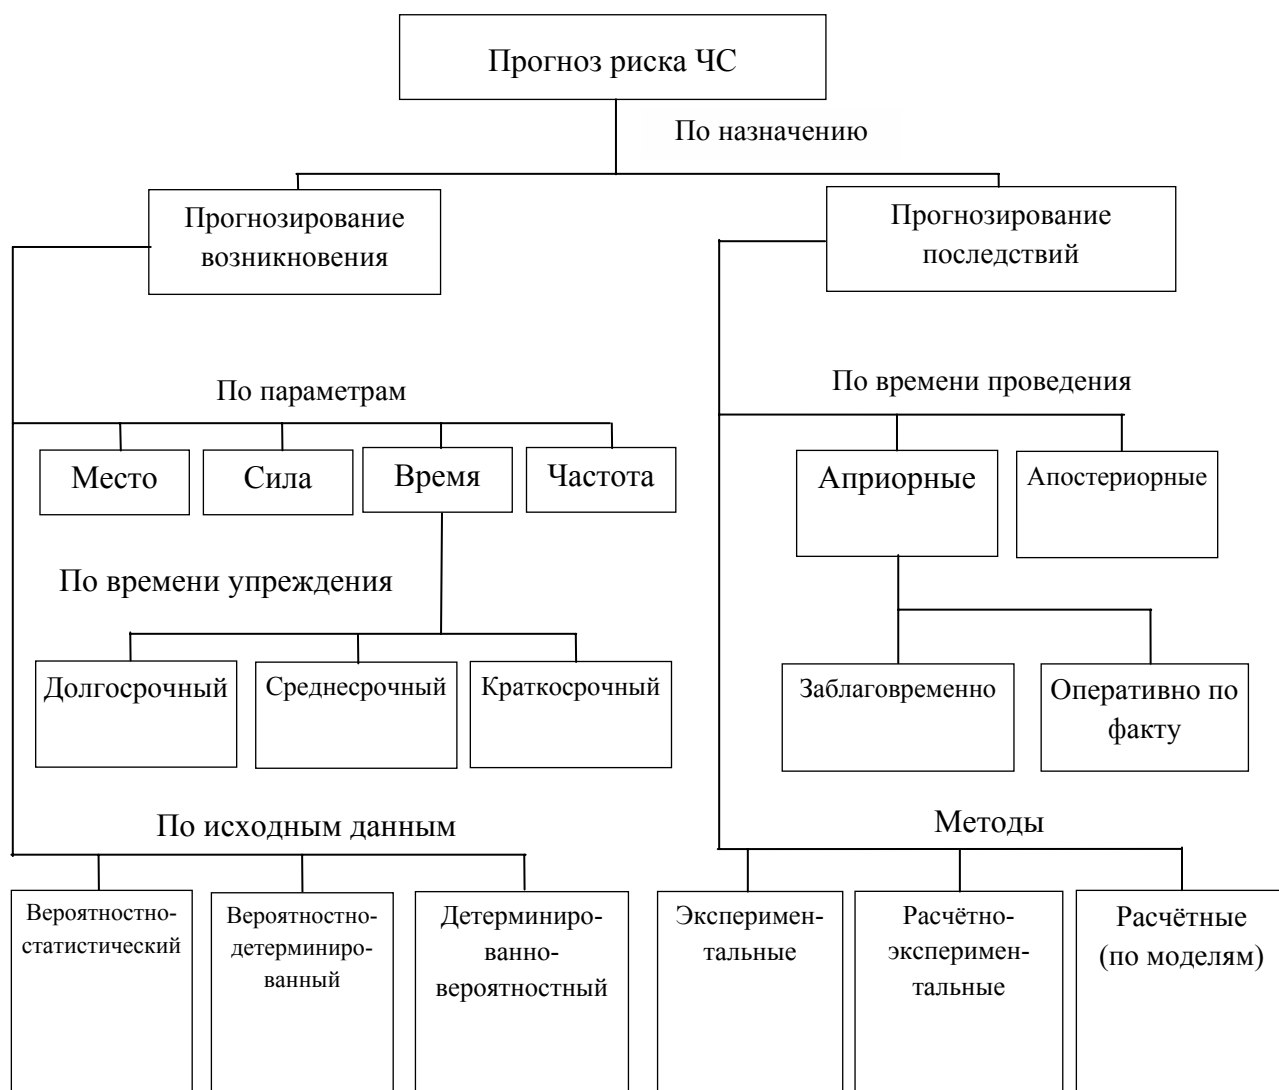 Прогноз риска ЧС
По назначению
Прогнозирование
возникновения
Прогнозирование
последствий
По параметрам
Место
Сила
Время
Частота
По времени упреждения
Долгосрочный
Среднесрочный
Краткосрочный
По исходным данным
Вероятностно-
статистический
Вероятностно-
детерминиро-
ванный
Детерминиро-
ванно-
вероятностный
По времени проведения
Априорные
Апостериорные
Заблаговременно
Оперативно по
факту
Методы
Эксперимен-
тальные
Расчётно-
эксперимен-
тальные
Расчётные
(по моделям)